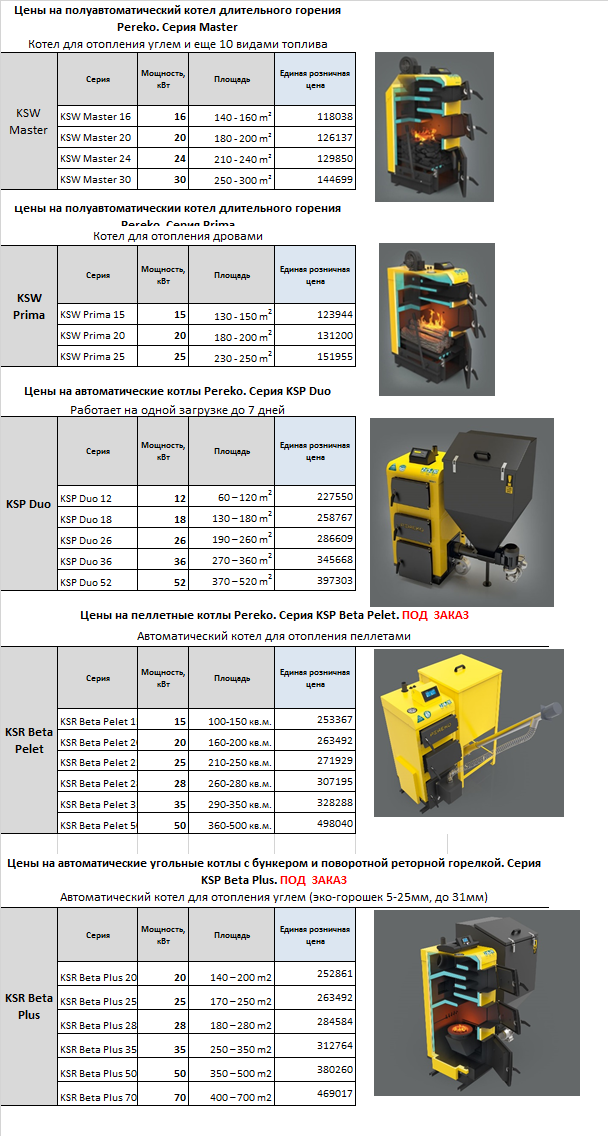 Цены на полуавтоматический котел длительного горения
Pereko. Серия Master
Котел для отопления углем и еще 10 видами топлива
KSW Master
Серия Мощность, кВт Площадь Единая розничная цена
KSW Master 16 16 140 - 160 m² 118038
KSW Master 20 20 180 - 200 m² 126137
KSW Master 24 24 210 - 240 m² 129850
KSW Master 30 30 250 - 300 m² 144699
Цены на полуавтоматический котел длительного горения
Pereko. Серия Prima
Котел для отопления дровами
KSW Prima
Серия Мощность, кВт Площадь Единая розничная цена
KSW Prima 15 15 130 - 150 m² 123944
KSW Prima 20 20 180 - 200 m² 131200
KSW Prima 25 25 230 - 250 m² 151955
Цены на автоматические котлы Pereko. Серия KSP Duo
Работает на одной загрузке до 7 дней
KSP Duo
Серия Мощность, кВт Площадь Единая розничная цена
KSP Duo 12 12 60 – 120 m² 227550
KSP Duo 18 18 130 – 180 m² 258767
KSP Duo 26 26 190 – 260 m² 286609
KSP Duo 36 36 270 – 360 m² 345668
KSP Duo 52 52 370 – 520 m² 397303
Цены на пеллетные котлы Pereko. Серия KSP Beta Pelet. ПОД ЗАКАЗ
Автоматический котел для отопления пеллетами
KSR Beta Pelet
Серия Мощность, кВт Площадь Единая розничная цена
KSR Beta Pelet 1 15 100-150 кв.м. 253367
KSR Beta Pelet 2 20 160-200 кв.м. 263492
KSR Beta Pelet 2 25 210-250 кв.м. 271929
KSR Beta Pelet 2 28 260-280 кв.м. 307195
KSR Beta Pelet 3 35 290-350 кв.м. 328288
KSR Beta Pelet 5 50 360-500 кв.м. 498040
Цены на автоматические угольные котлы с бункером и поворотной реторной горелкой. Серия
KSP Beta Plus. ПОД ЗАКАЗ
Автоматический котел для отопления углем (эко-горошек 5-25мм, до 31мм)
KSR Beta Plus
Серия Мощность, кВт Площадь Единая розничная цена
KSR Beta Plus 20 20 140 – 200 m2 252861
KSR Beta Plus 25 25 170 – 250 m2 263492
KSR Beta Plus 28 28 180 – 280 m2 284584
KSR Beta Plus 35 35 250 – 350 m2 312764
KSR Beta Plus 50 50 350 – 500 m2 380260
KSR Beta Plus 70 70 400 – 700 m2 469017